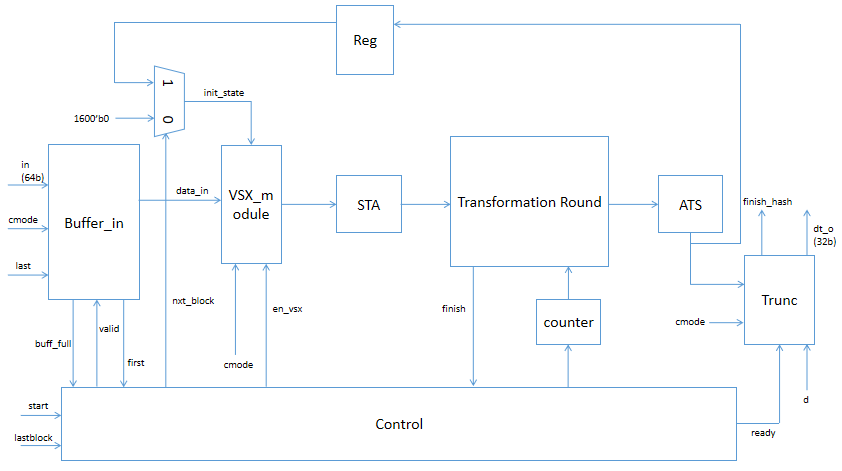 Reg
1
0
init_state
1600'b0
in
(64b)
cmode
last
Buffer_in
data_in
VSX_m
odule
STA
Transformation Round
ATS
finish_hash
dt_o
(32b)
Trunc
nxt_block
en_vsx
finish
counter
cmode
buff_full
valid
first
cmode
d
start
lastblock
Control
ready